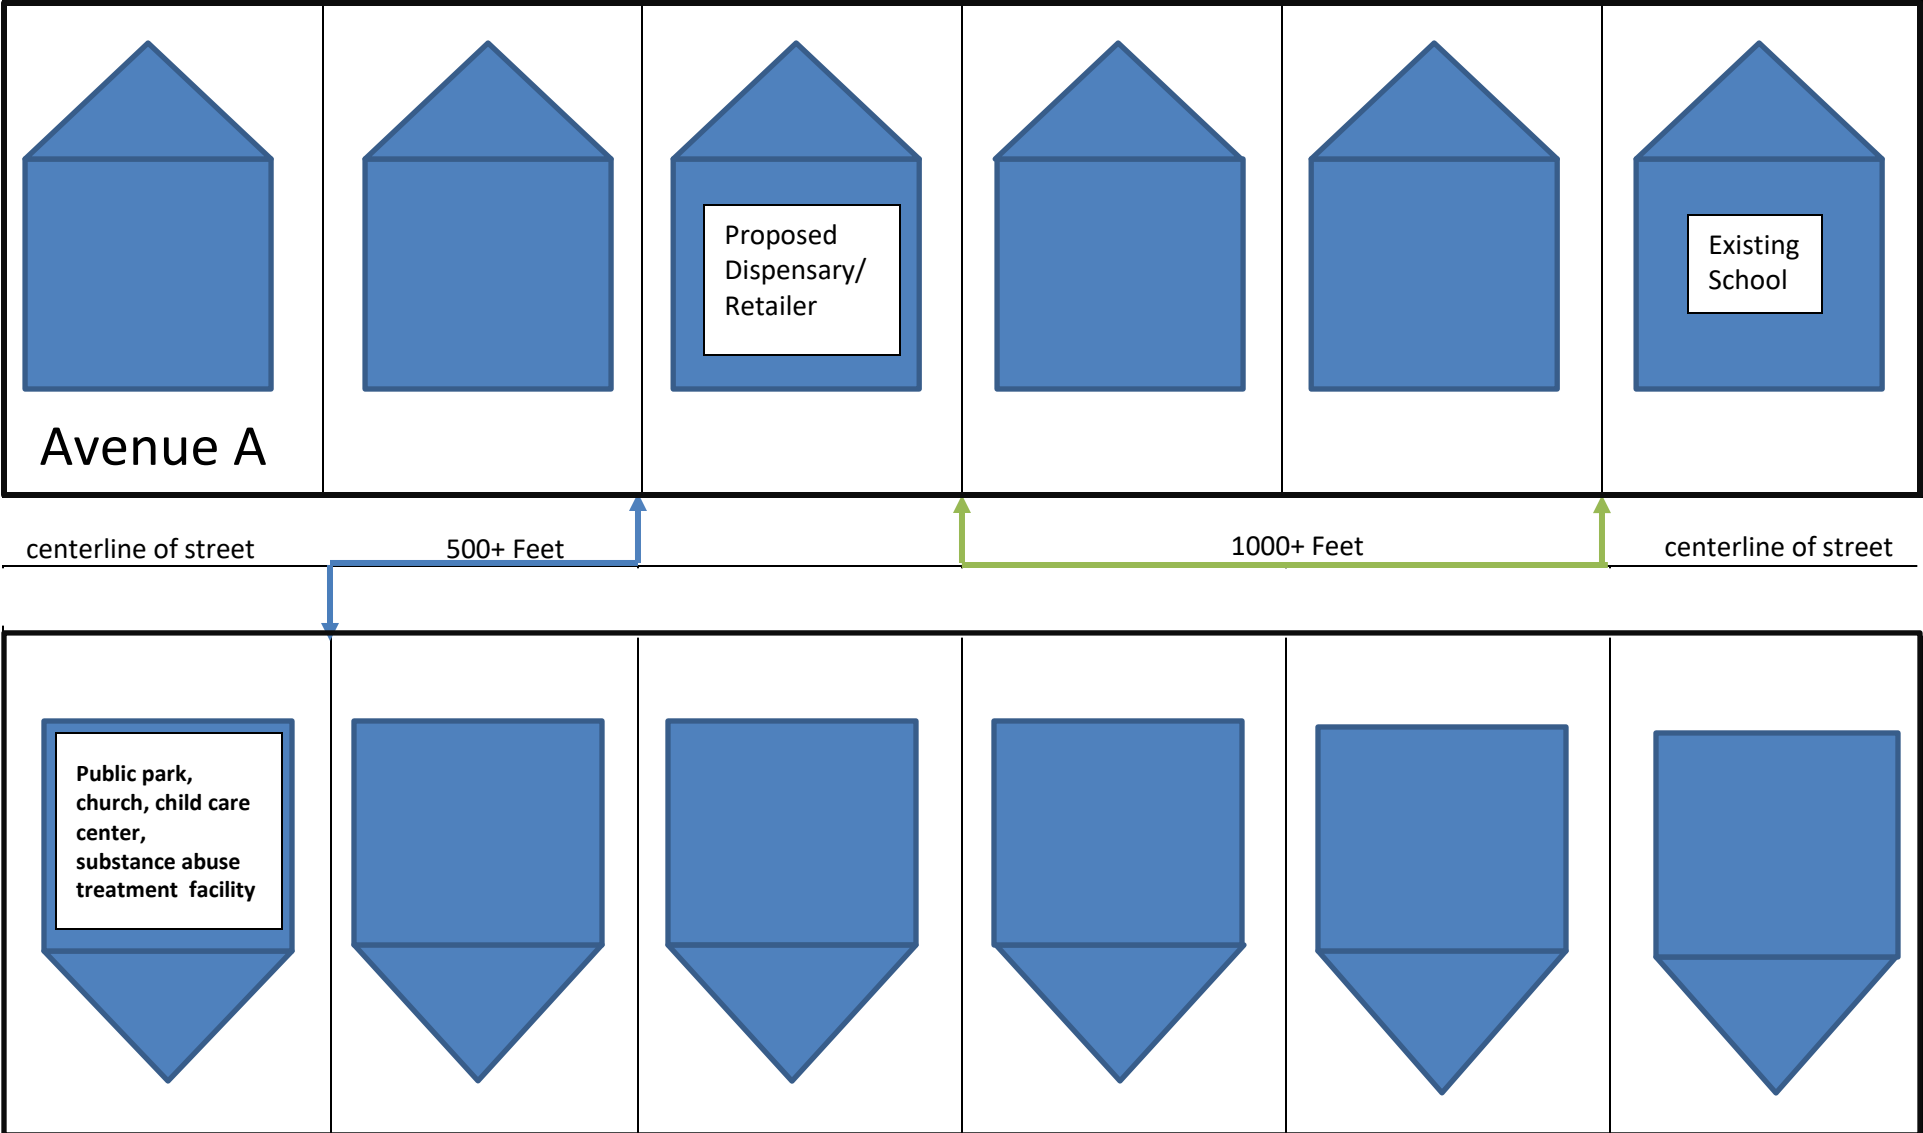 Proposed
Dispensary/
Retailer
Existing
School
Avenue A
centerline of street
500+ Feet
1000+ Feet
centerline of street
Public park,
church, child care
center,
substance abuse
treatment facility